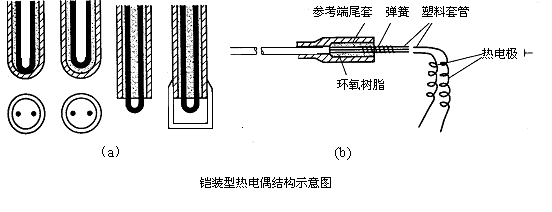 参考端尾套 弹簧 塑料套管
热电极
环氧树脂
(a) (b)
铠装型热电偶结构示意图